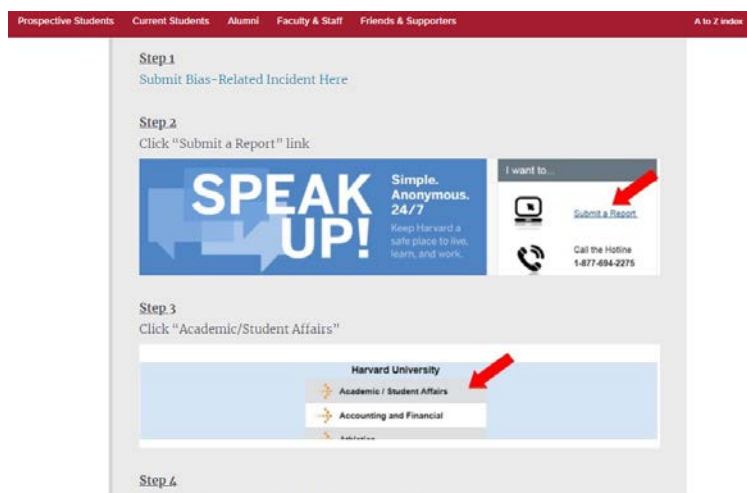 Prospective Students Current Students Alumni Faculty & Staff Friends & Supporters A to Z index
Step 1
Submit Bias-Related Incident Here
Step 2
Click “Submit a Report” link
SPEAK
UP!
Simple.
Anonymous.
24/7
Keep Harvard a
safe place to live,
learn, and work.
I want to...
Submit a Report
Call the Hotline
1-877-694-2275
Step 3
Click “Academic/Student Affairs”
Harvard University
Academic / Student Affairs
Accounting and Financial
Athletics
Step 4